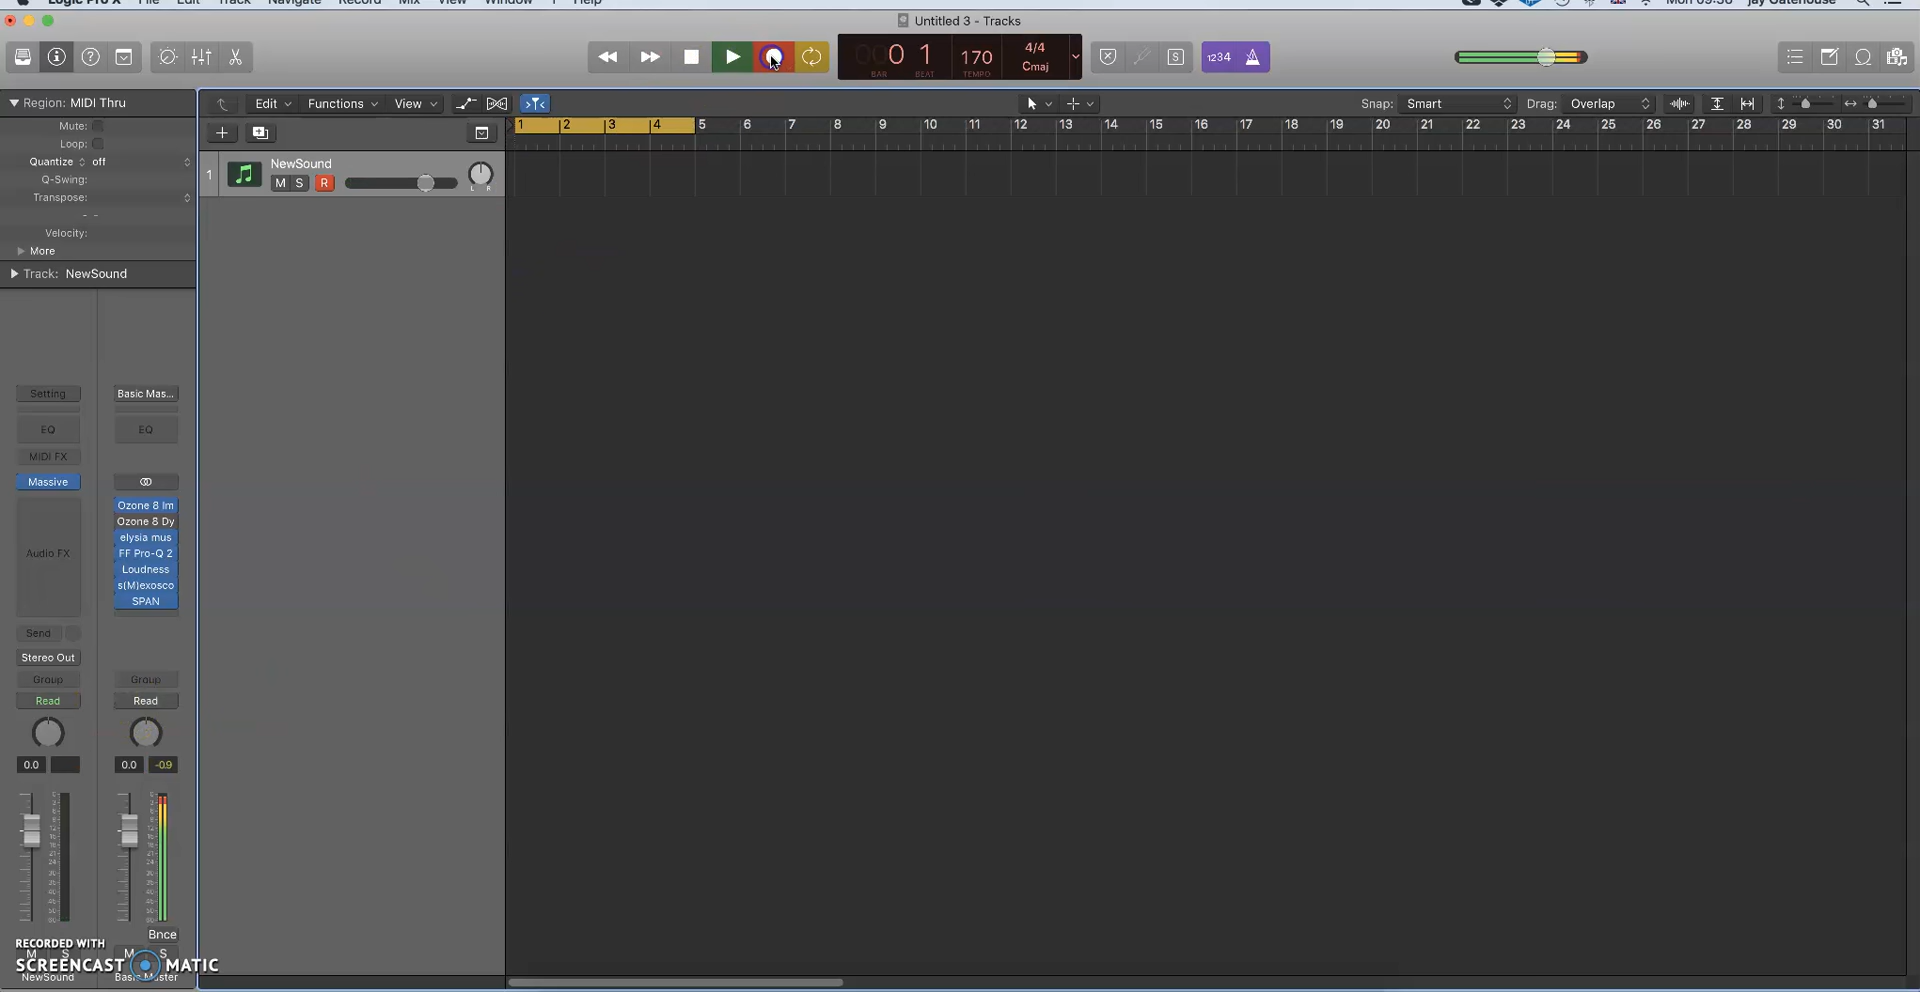 Logic Pro X File Edit Track Navigate Record Mix View Window 1 Help Mon 09:36 jay Gatehouse
Untitled 3 - Tracks
0 1 170 4/4 Cmaj
BAR BEAT TEMPO
S 1234
Region: MIDI Thru
Mute:
Loop:
Quantize off
Q-Swing:
Transpose:
- -
Velocity:
More
Track: NewSound
Edit Functions View Snap: Smart Drag: Overlap
1 2 3 4 5 6 7 8 9 10 11 12 13 14 15 16 17 18 19 20 21 22 23 24 25 26 27 28 29 30 31
1 NewSound
M S R L R
Setting Basic Mas...
EQ EQ
MIDI FX
Massive
Ozone 8 Im
Ozone 8 Dy
elysia mus
Audio FX FF Pro-Q 2
Loudness
s(M)exosco
SPAN
Send
Stereo Out
Group Group
Read Read
0.0 0.0 -0.9
Bnce
M S M S
RECORDED WITH
SCREENCAST MATIC
NewSound Basic Master